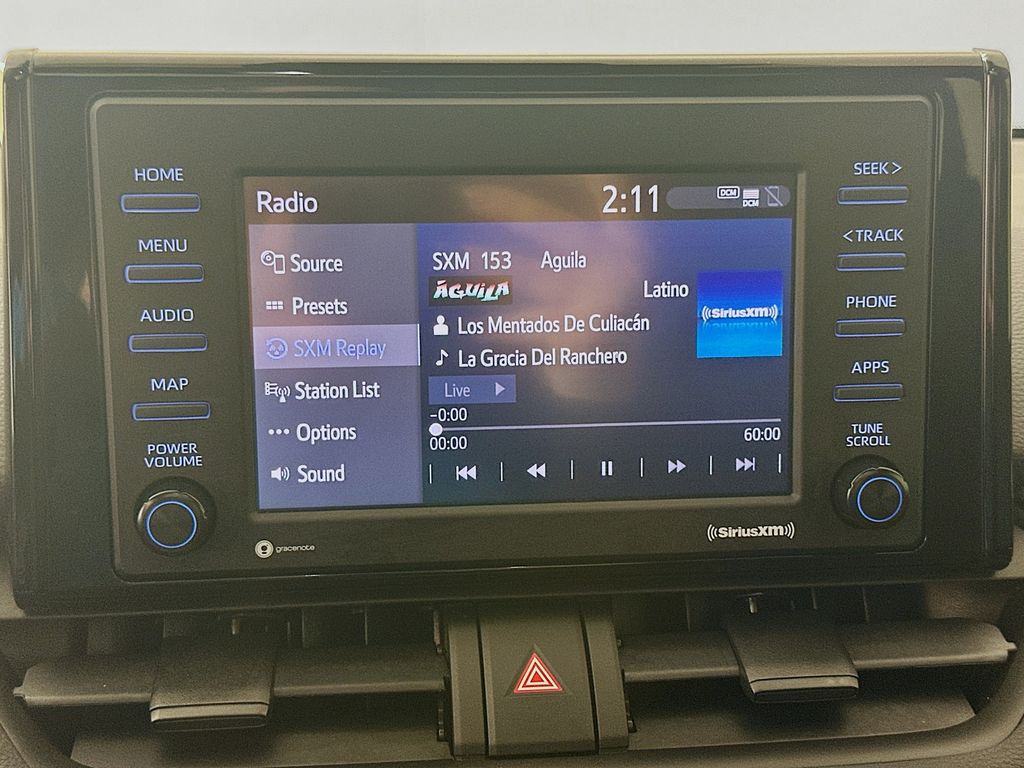 HOME
MENU
AUDIO
MAP
POWER
VOLUME
Radio
2:11
DCM
DCM
Source
Presets
SXM Replay
Station List
Options
Sound
SXM 153 Aguila
ÁGUILA
Latino
((SiriusXM))
Los Mentados De Culiacán
La Gracia Del Ranchero
Live
-0:00
00:00
60:00
SEEK >
< TRACK
PHONE
APPS
TUNE
SCROLL
gracenote
((SiriusXM))